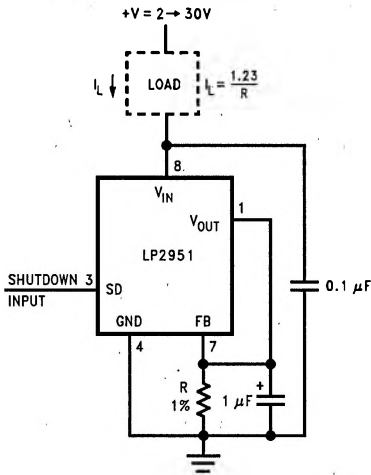 +V = 2 → 30V
I_L ↓ LOAD I_L = 1.23/R
8
V_IN
1
V_OUT
LP2951
SHUTDOWN 3
INPUT
SD
0.1 μF
GND FB
4 7
R
1%
+
1 μF